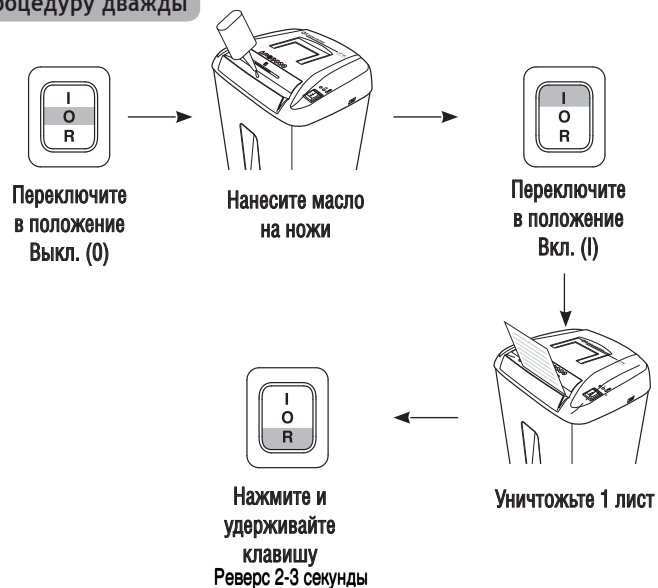 дважды
I
O
R
Переключите
в положение
Выкл. (0)
Нанесите масло
на ножи
I
O
R
Переключите
в положение
Вкл. (I)
Уничтожьте 1 лист
I
O
R
Нажмите и
удерживайте
клавишу
Реверс 2-3 секунды